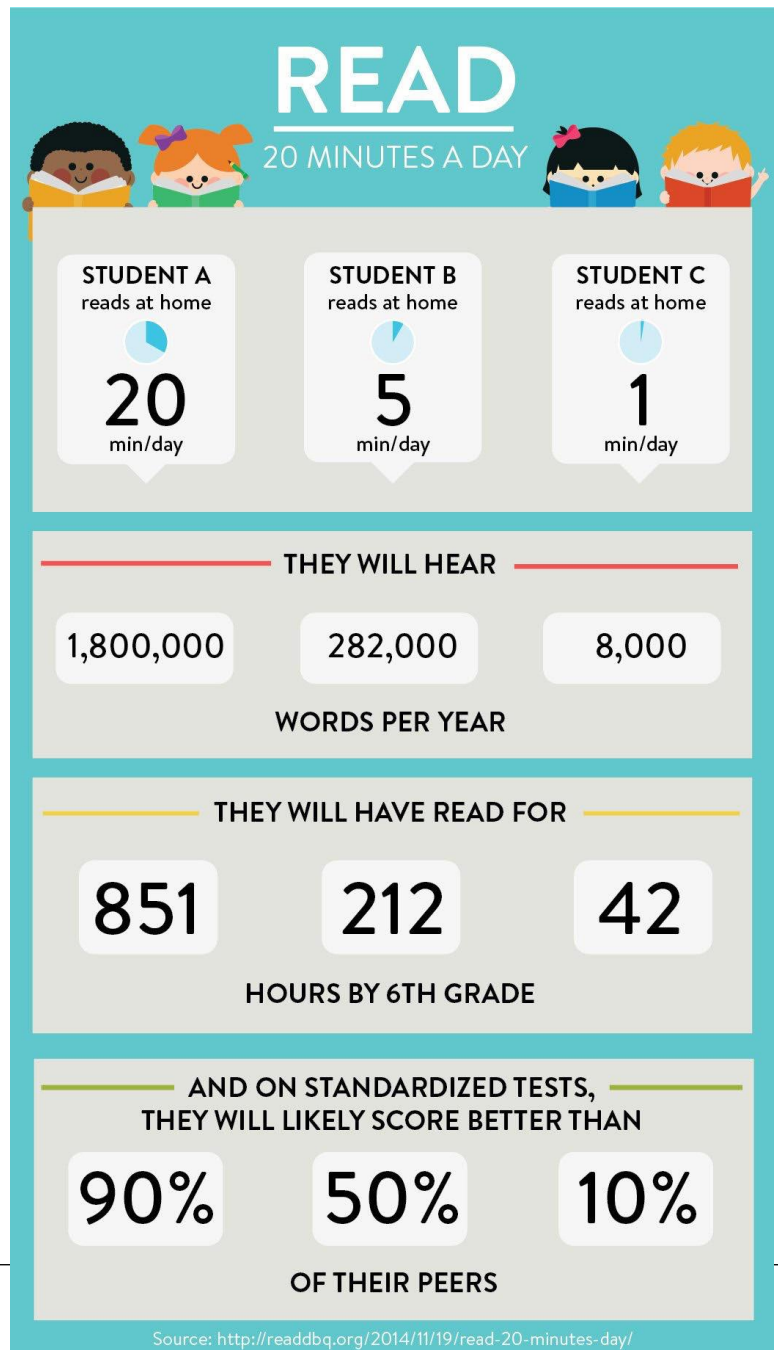 READ
20 MINUTES A DAY
STUDENT A
reads at home
20
min/day
STUDENT B
reads at home
5
min/day
STUDENT C
reads at home
1
min/day
THEY WILL HEAR
1,800,000 282,000 8,000
WORDS PER YEAR
THEY WILL HAVE READ FOR
851 212 42
HOURS BY 6TH GRADE
AND ON STANDARDIZED TESTS,
THEY WILL LIKELY SCORE BETTER THAN
90% 50% 10%
OF THEIR PEERS
Source: http://readdbq.org/2014/11/19/read-20-minutes-day/